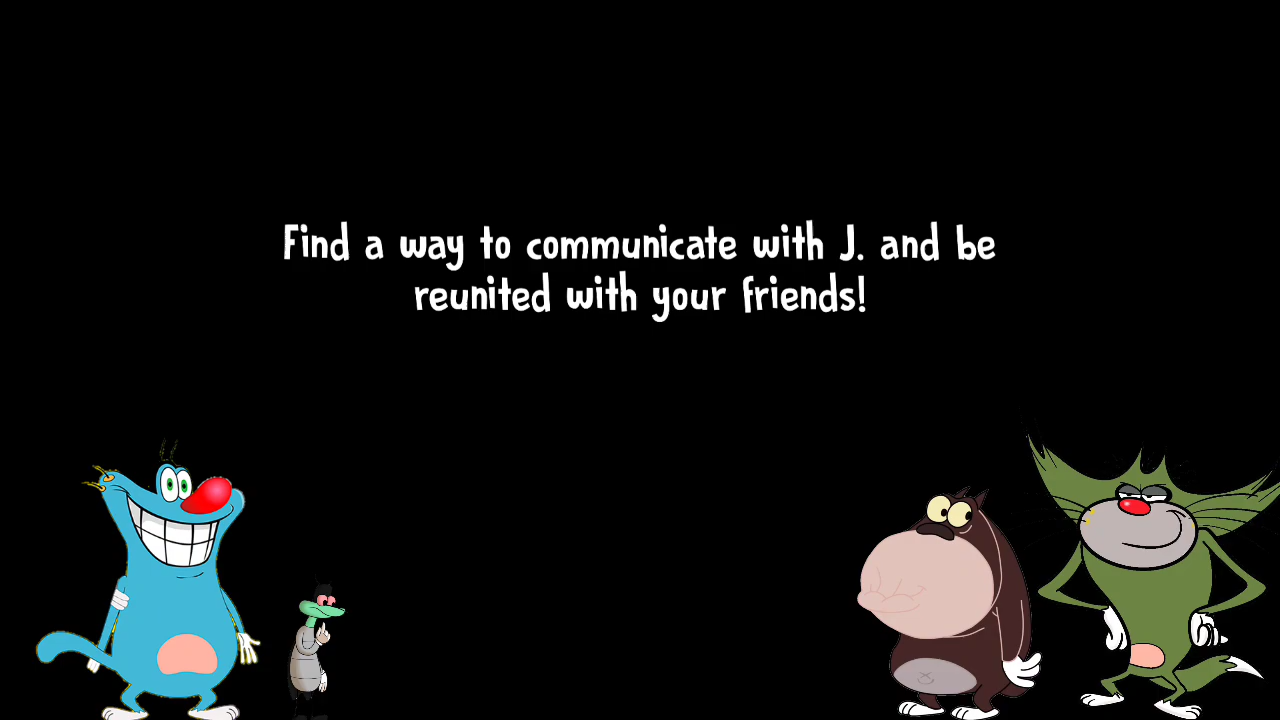 Find a way to communicate with J. and be
reunited with your friends!